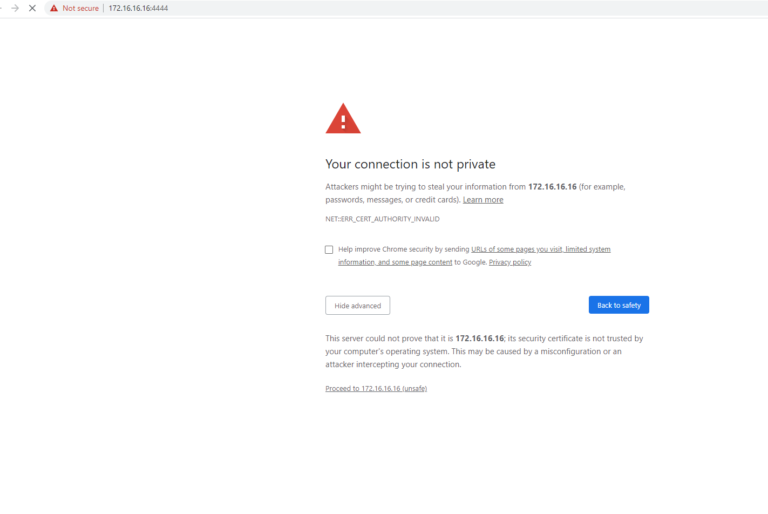 Not secure | 172.16.16.16:4444
Your connection is not private
Attackers might be trying to steal your information from 172.16.16.16 (for example,
passwords, messages, or credit cards). Learn more
NET::ERR_CERT_AUTHORITY_INVALID
Help improve Chrome security by sending URLs of some pages you visit, limited system
information, and some page content to Google. Privacy policy
Hide advanced
Back to safety
This server could not prove that it is 172.16.16.16; its security certificate is not trusted by
your computer's operating system. This may be caused by a misconfiguration or an
attacker intercepting your connection.
Proceed to 172.16.16.16 (unsafe)